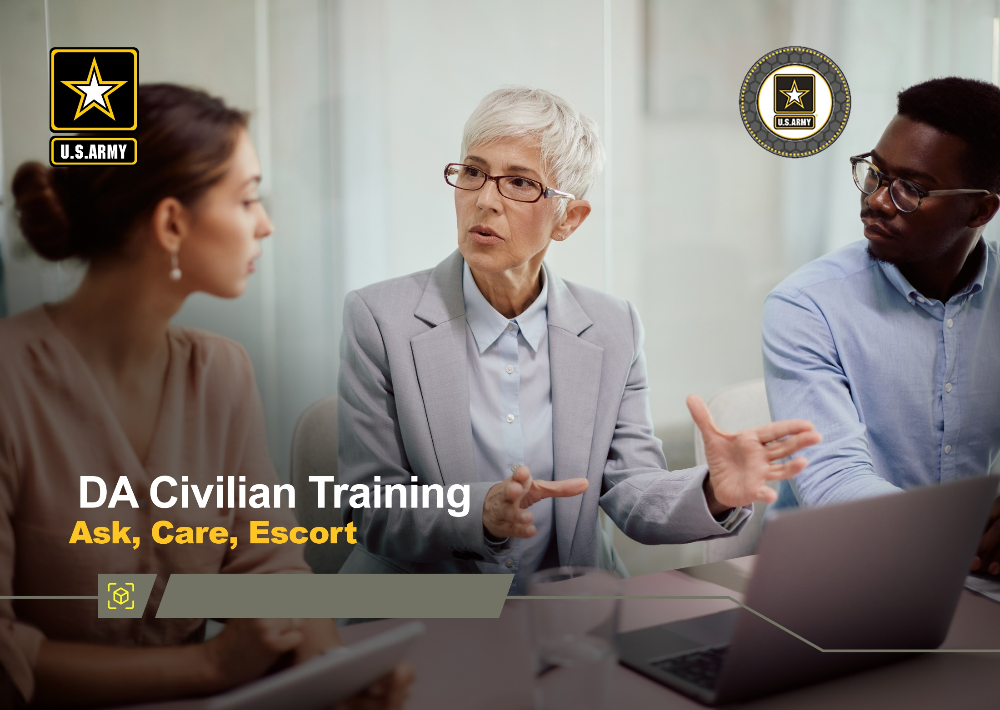 U.S.ARMY
U.S.ARMY
DA Civilian Training
Ask, Care, Escort